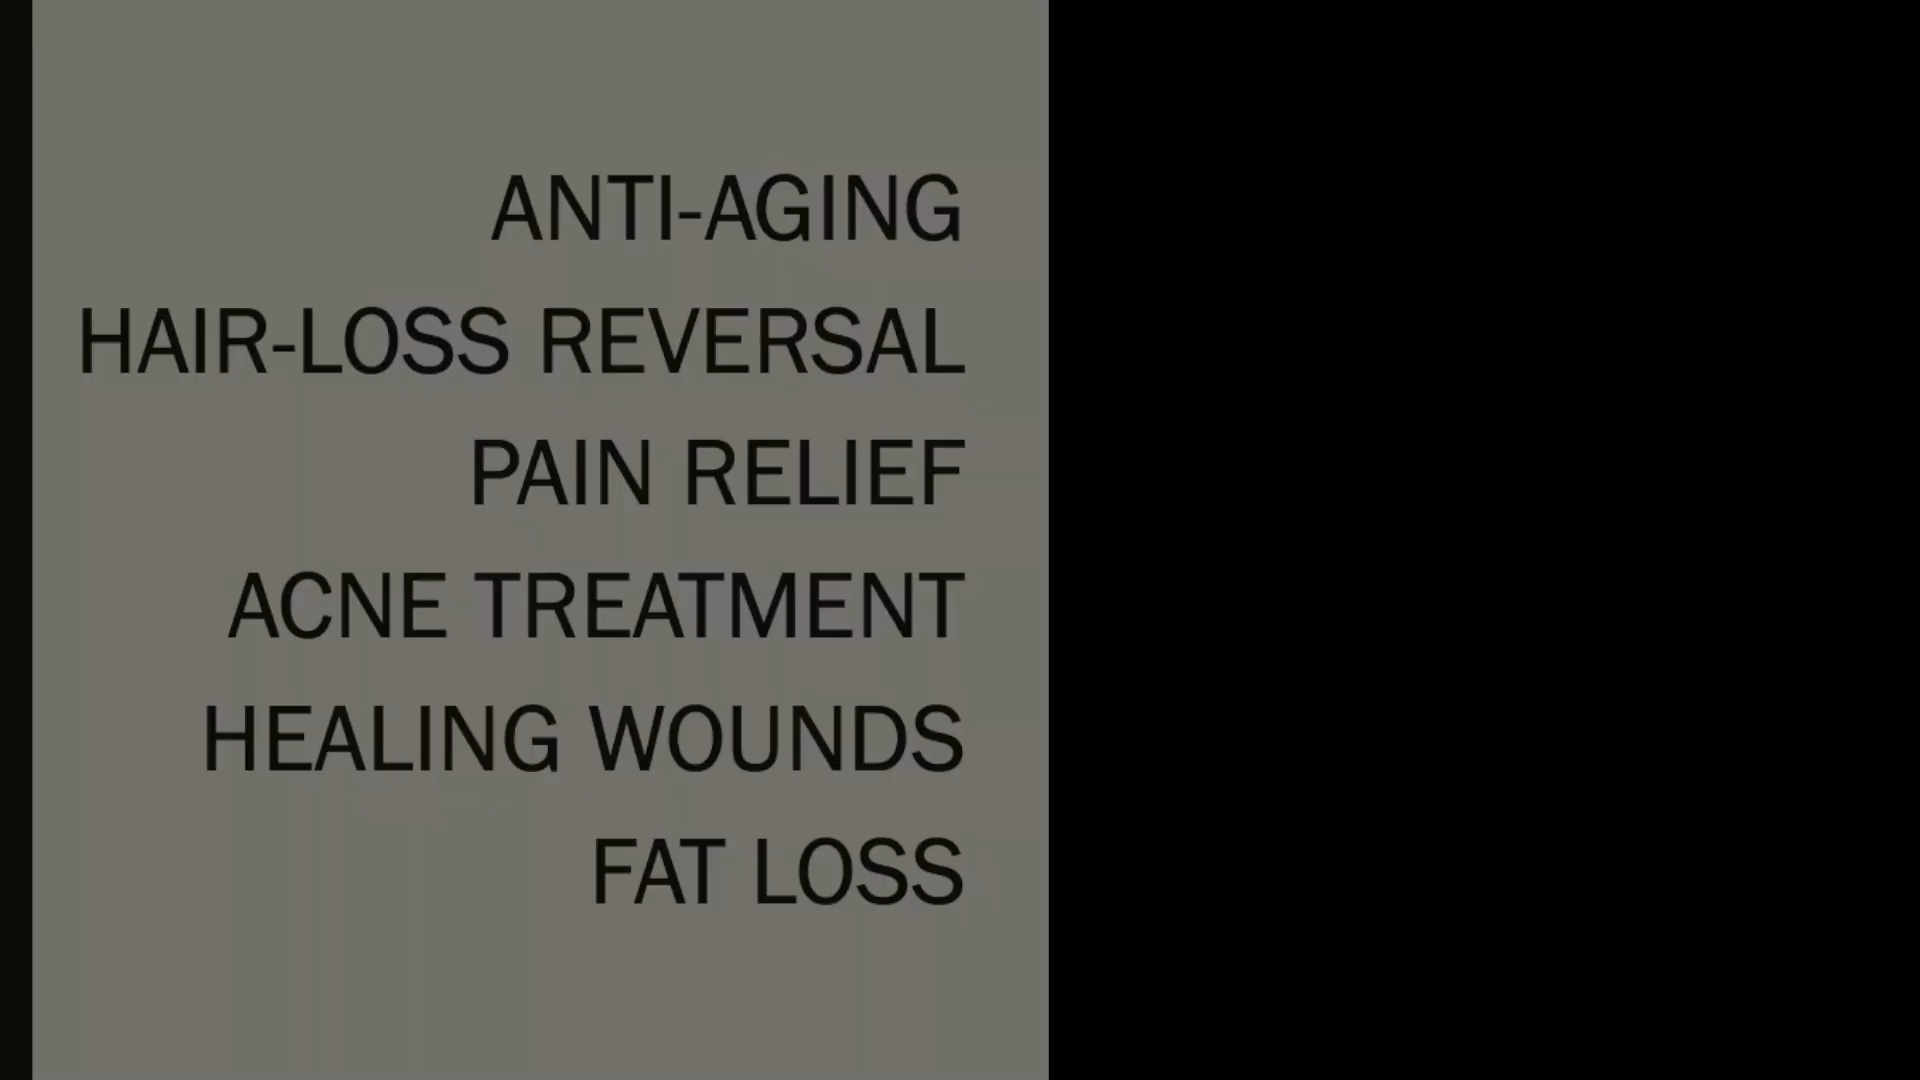 ANTI-AGING
HAIR-LOSS REVERSAL
PAIN RELIEF
ACNE TREATMENT
HEALING WOUNDS
FAT LOSS